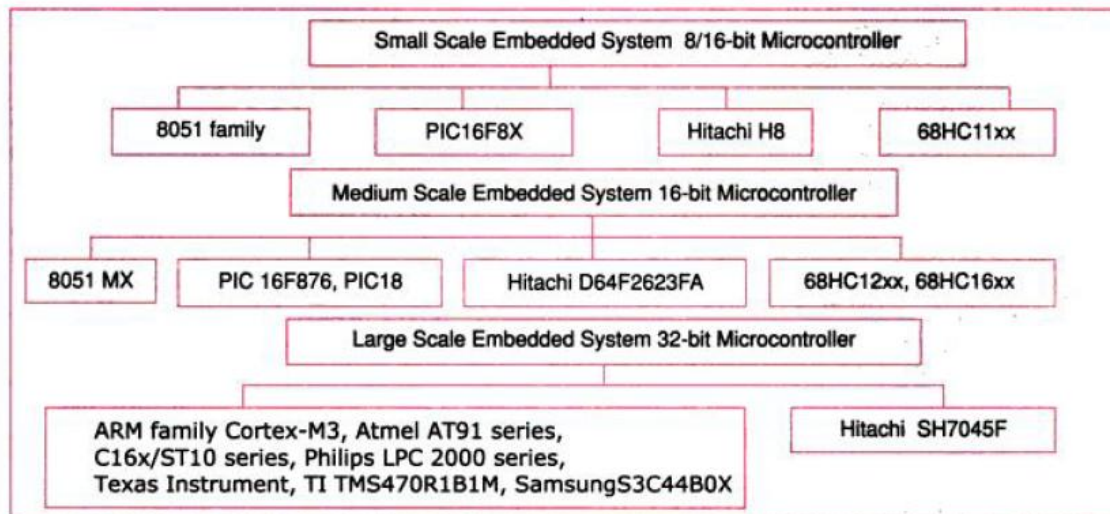 Small Scale Embedded System 8/16-bit Microcontroller
8051 family
PIC16F8X
Hitachi H8
68HC11xx
Medium Scale Embedded System 16-bit Microcontroller
8051 MX
PIC 16F876, PIC18
Hitachi D64F2623FA
68HC12xx, 68HC16xx
Large Scale Embedded System 32-bit Microcontroller
ARM family Cortex-M3, Atmel AT91 series,
C16x/ST10 series, Philips LPC 2000 series,
Texas Instrument, TI TMS470R1B1M, SamsungS3C44B0X
Hitachi SH7045F